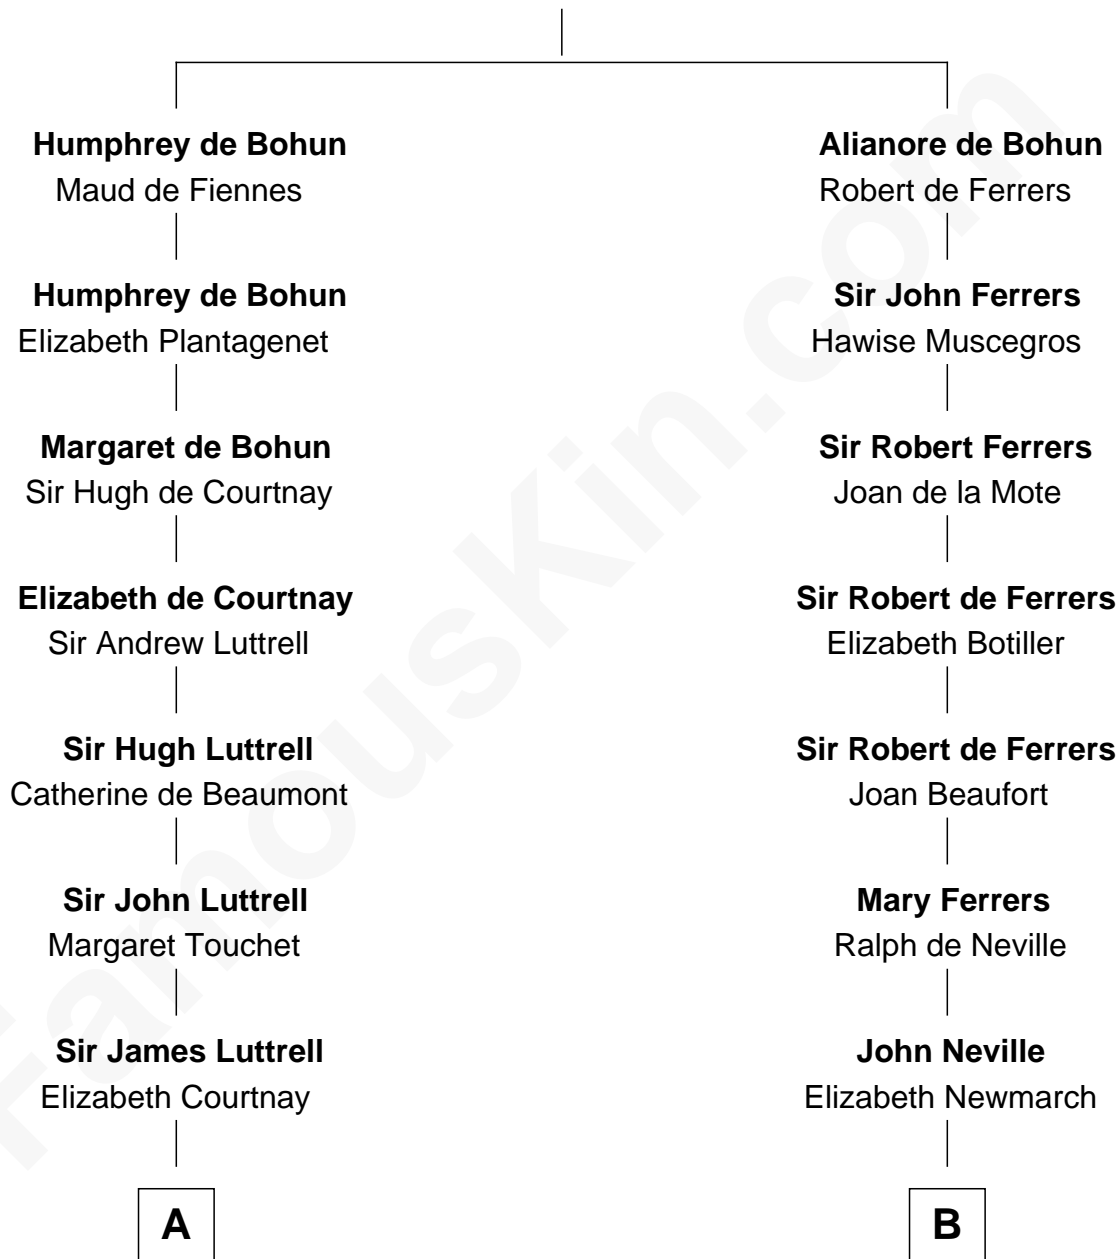 Humphrey de Bohun
Maud de Fiennes
Humphrey de Bohun
Elizabeth Plantagenet
Margaret de Bohun
Sir Hugh de Courtnay
Elizabeth de Courtnay
Sir Andrew Luttrell
Sir Hugh Luttrell
Catherine de Beaumont
Sir John Luttrell
Margaret Touchet
Sir James Luttrell
Elizabeth Courtnay
A
Alianore de Bohun
Robert de Ferrers
Sir John Ferrers
Hawise Muscegros
Sir Robert Ferrers
Joan de la Mote
Sir Robert de Ferrers
Elizabeth Botiller
Sir Robert de Ferrers
Joan Beaufort
Mary Ferrers
Ralph de Neville
John Neville
Elizabeth Newmarch
B
FamousKin.com